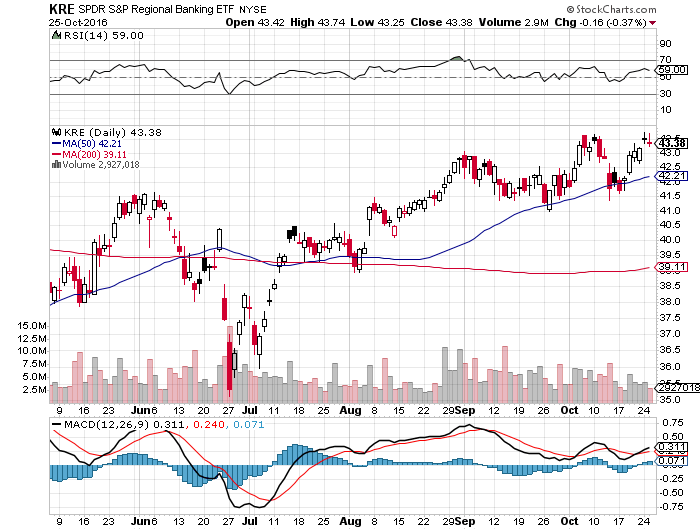 KRE SPDR S&P Regional Banking ETF NYSE © StockCharts.com
25-Oct-2016 Open 43.42 High 43.74 Low 43.25 Close 43.38 Volume 2.9M Chg -0.16 (-0.37%)
RSI(14) 59.00
90
70
59.00
50
30
10
KRE (Daily) 43.38
MA(50) 42.21
MA(200) 39.11
Volume 2,927,018
43.5
43.38
43.0
42.5
42.21
41.5
41.0
40.5
40.0
39.5
39.11
38.5
38.0
37.5
37.0
36.5
36.0
35.5
35.0
15.0M
12.5M
10.0M
7.5M
5.0M
2.5M
2927018
9 16 23 Jun 6 13 20 27 Jul 11 18 25 Aug 8 15 22 29 Sep 12 19 26 Oct 10 17 24
MACD(12,26,9) 0.311, 0.240, 0.071
0.75
0.50
0.311
0.071
-0.25
-0.50
-0.75
9 16 23 Jun 6 13 20 27 Jul 11 18 25 Aug 8 15 22 29 Sep 12 19 26 Oct 10 17 24